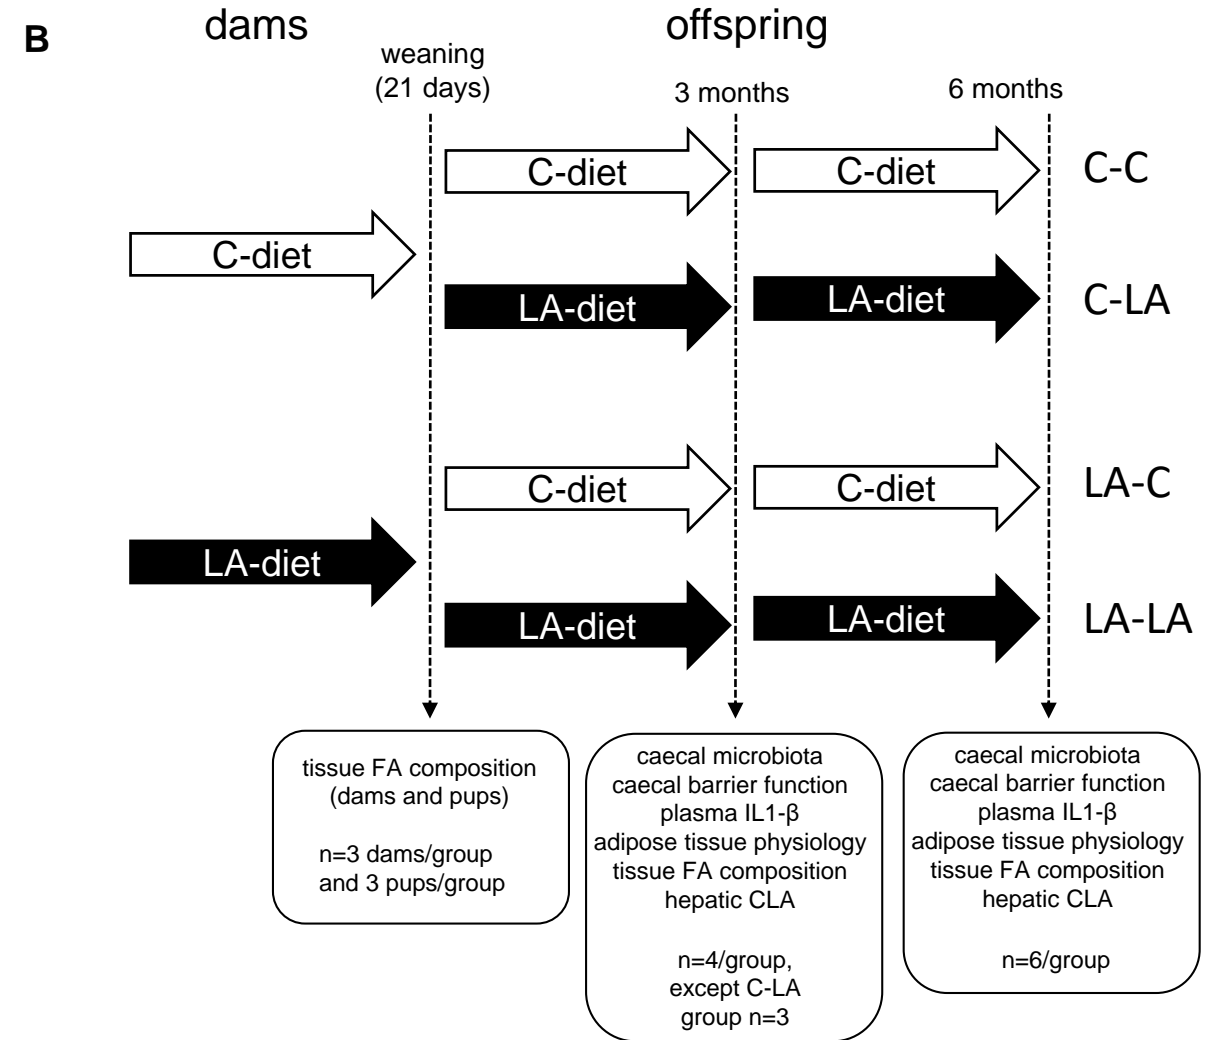 B
dams
offspring
weaning
(21 days)
3 months
6 months
C-diet
C-diet
C-C
C-diet
LA-diet
LA-diet
C-LA
C-diet
C-diet
LA-C
LA-diet
LA-diet
LA-diet
LA-LA
tissue FA composition
(dams and pups)
n=3 dams/group
and 3 pups/group
caecal microbiota
caecal barrier function
plasma IL1-β
adipose tissue physiology
tissue FA composition
hepatic CLA
n=4/group,
except C-LA
group n=3
caecal microbiota
caecal barrier function
plasma IL1-β
adipose tissue physiology
tissue FA composition
hepatic CLA
n=6/group